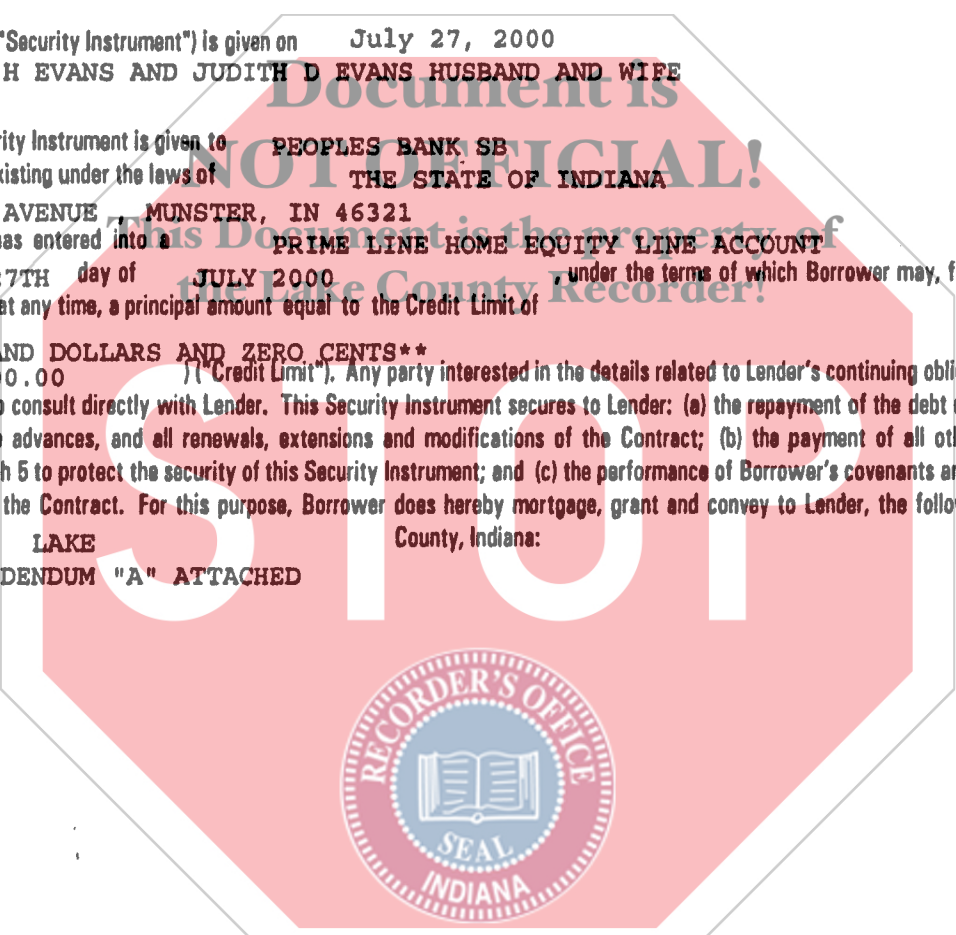 "Security Instrument") is given on July 27, 2000
H EVANS AND JUDITH D EVANS HUSBAND AND WIFE
Document is
rity Instrument is given to PEOPLES BANK SB
NOT OFFICIAL!
xisting under the laws of THE STATE OF INDIANA
AVENUE , MUNSTER, IN 46321
This Document is the property of
as entered into a PRIME LINE HOME EQUITY LINE ACCOUNT
27TH day of JULY 2000 , under the terms of which Borrower may, f
the Lake County Recorder!
at any time, a principal amount equal to the Credit Limit of
ND DOLLARS AND ZERO CENTS**
0.00 ) ("Credit Limit"). Any party interested in the details related to Lender's continuing obli
consult directly with Lender. This Security Instrument secures to Lender: (a) the repayment of the debt
advances, and all renewals, extensions and modifications of the Contract; (b) the payment of all oth
h 5 to protect the security of this Security Instrument; and (c) the performance of Borrower's covenants a
the Contract. For this purpose, Borrower does hereby mortgage, grant and convey to Lender, the follo
LAKE County, Indiana:
DENDUM "A" ATTACHED
STOP
RECORDER'S OFFICE
SEAL
INDIANA